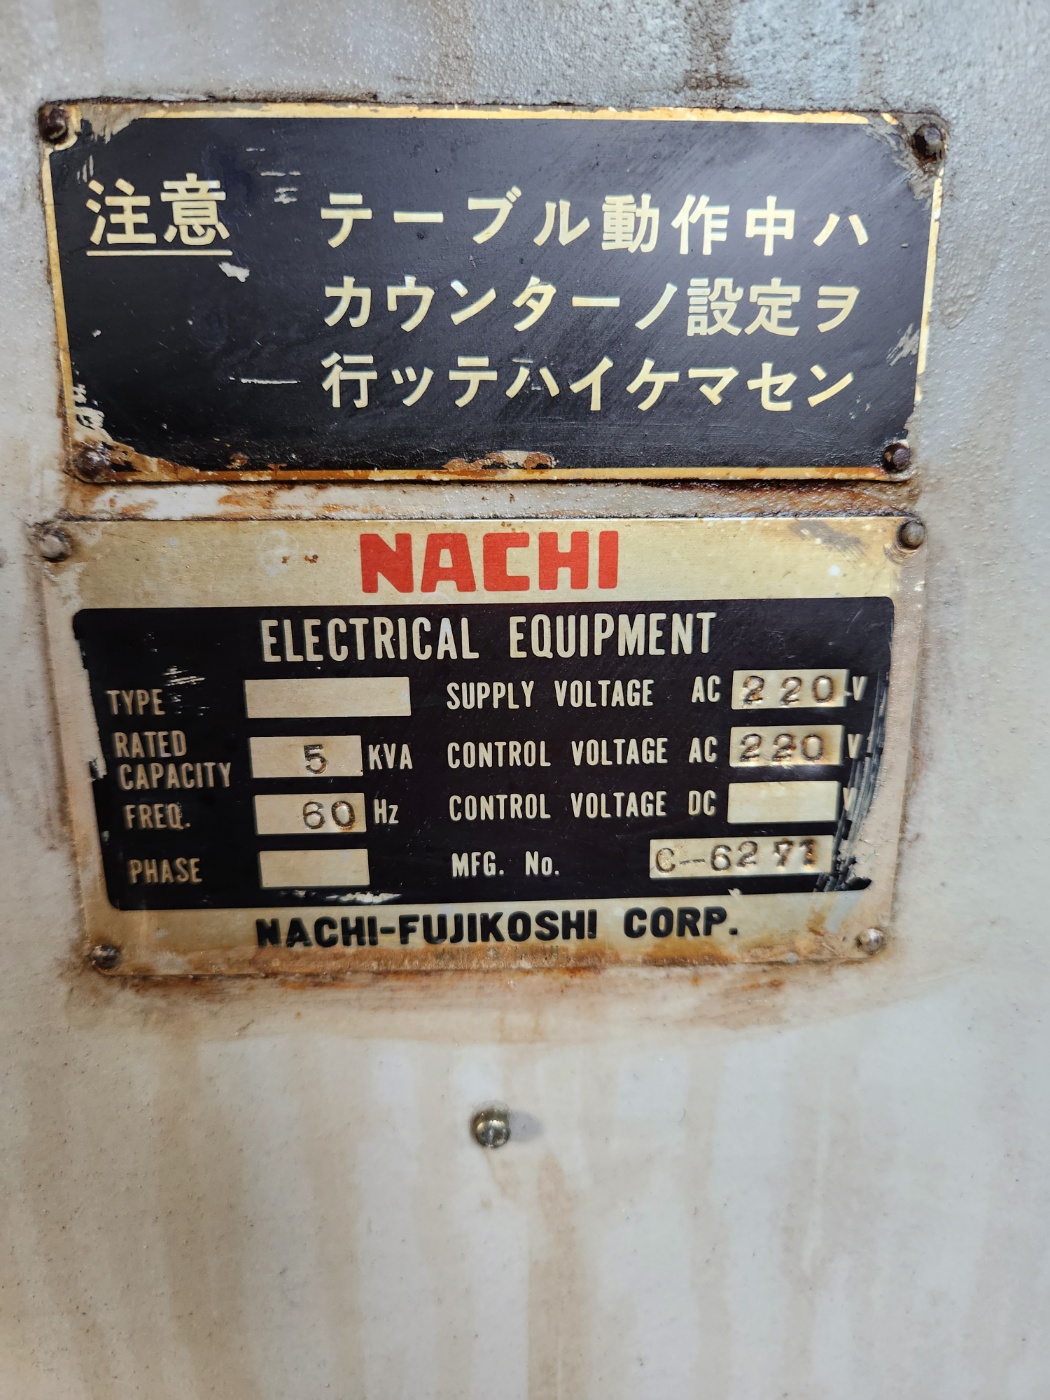 注意 テーブル動作中ハ
カウンターノ設定ヲ
行ッテハイケマセン
NACHI
ELECTRICAL EQUIPMENT
TYPE SUPPLY VOLTAGE AC 220 V
RATED CAPACITY 5 KVA CONTROL VOLTAGE AC 220 V
FREQ. 60 Hz CONTROL VOLTAGE DC V
PHASE MFG. No. C-6271
NACHI-FUJIKOSHI CORP.